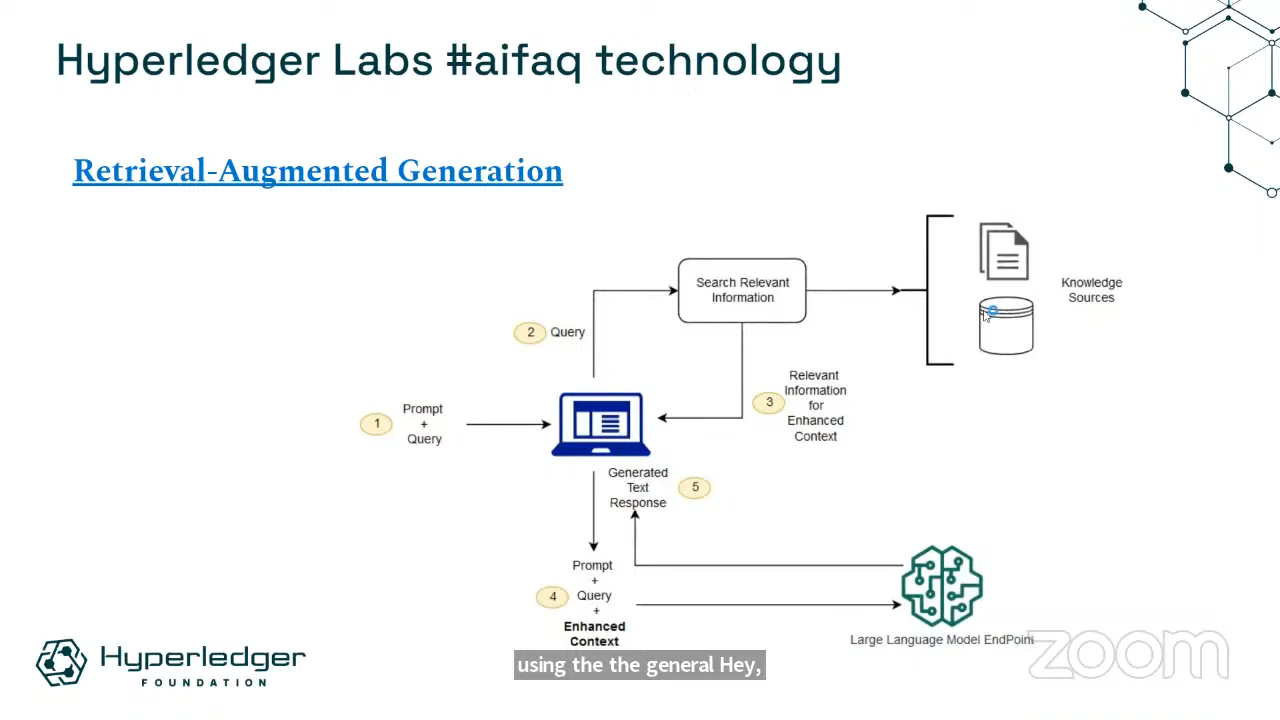 Hyperledger Labs #aifaq technology
Retrieval-Augmented Generation
Search Relevant
Information
Knowledge
Sources
2
Query
Relevant
Information
for
Enhanced
Context
3
1
Prompt
+
Query
Generated
Text
Response
5
Prompt
+
Query
+
Enhanced
Context
4
Large Language Model EndPoint
Hyperledger
FOUNDATION
using the the general Hey,
zoom